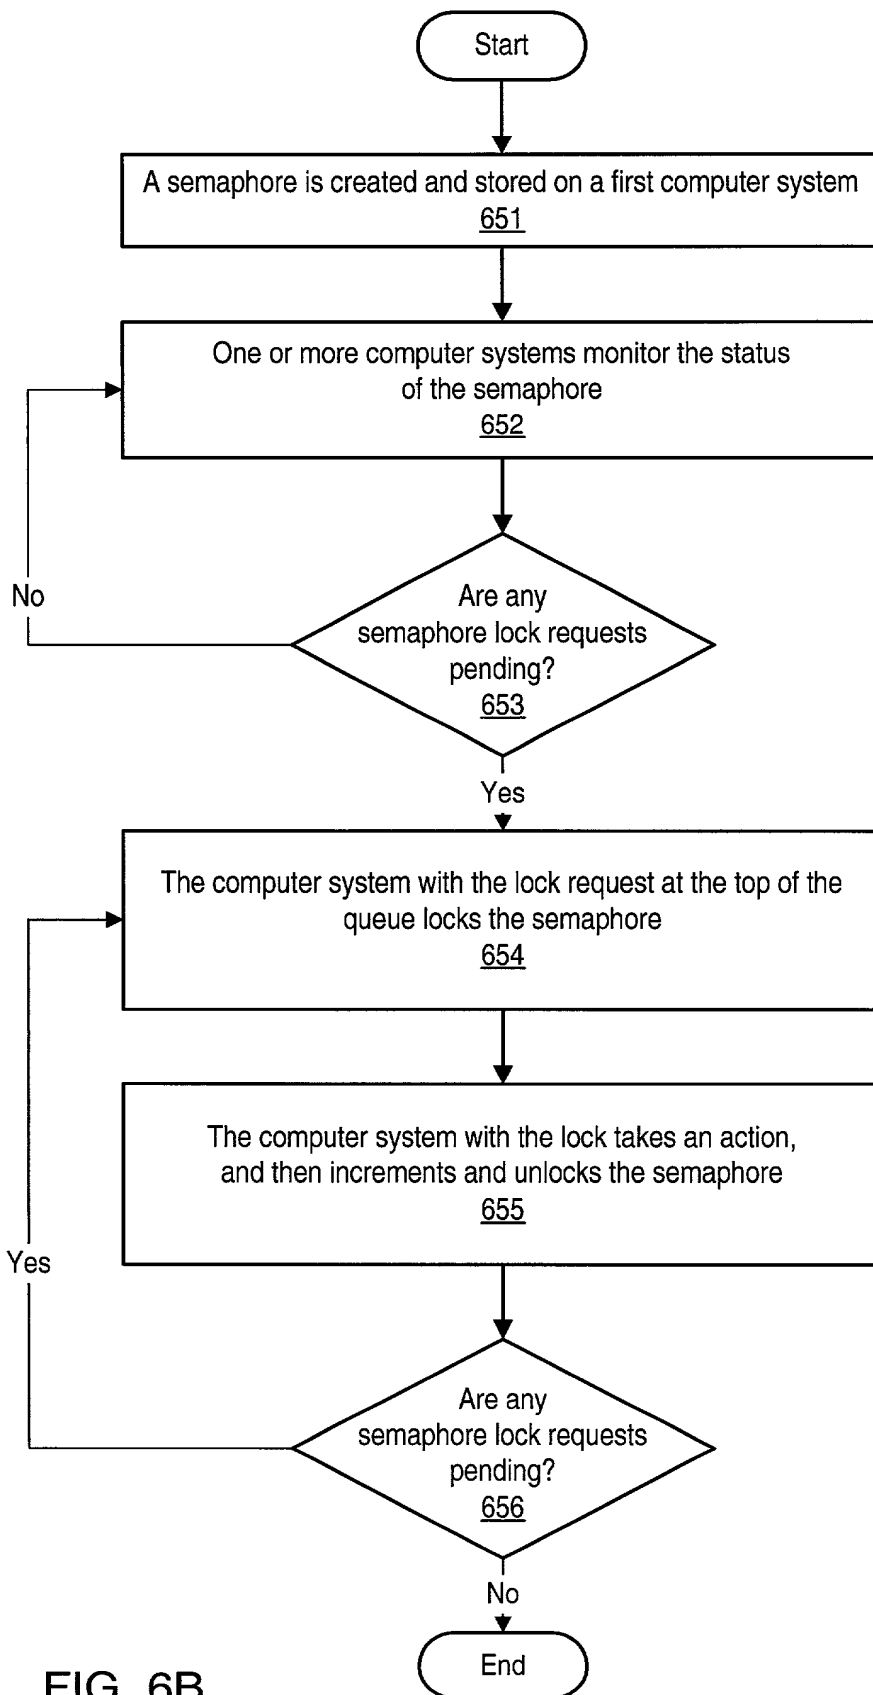 Start
A semaphore is created and stored on a first computer system
651
One or more computer systems monitor the status
of the semaphore
652
No
Are any
semaphore lock requests
pending?
653
Yes
The computer system with the lock request at the top of the
queue locks the semaphore
654
The computer system with the lock takes an action,
and then increments and unlocks the semaphore
655
Yes
Are any
semaphore lock requests
pending?
656
No
End
FIG. 6B